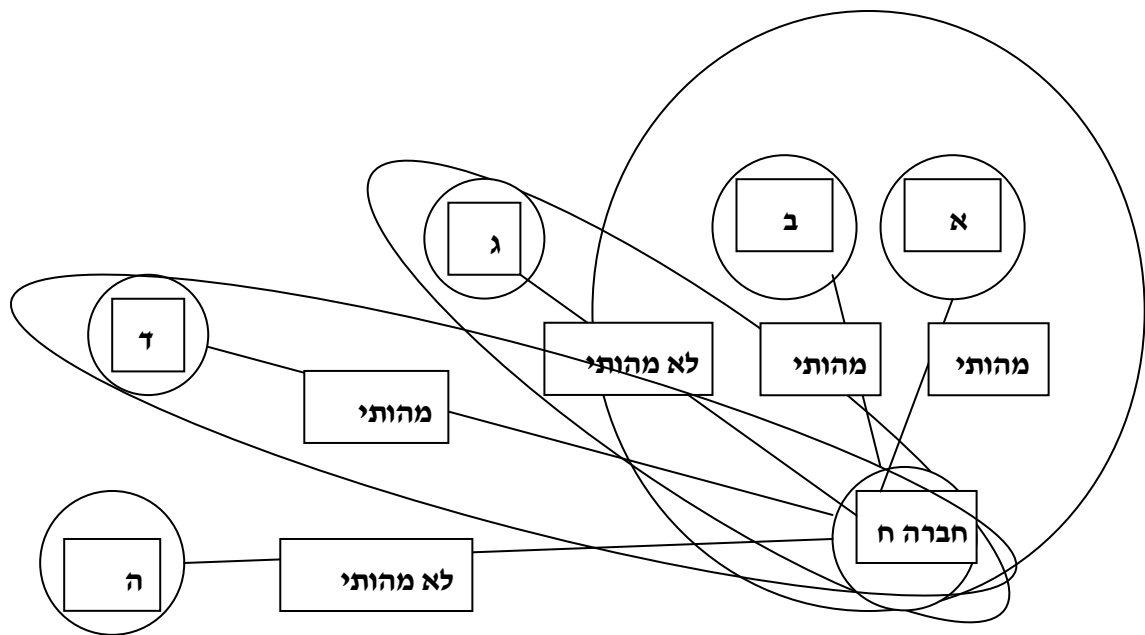 א
ב
ג
מהותי
מהותי
לא מהותי
ד
מהותי
חברה ח
לא מהותי
ה